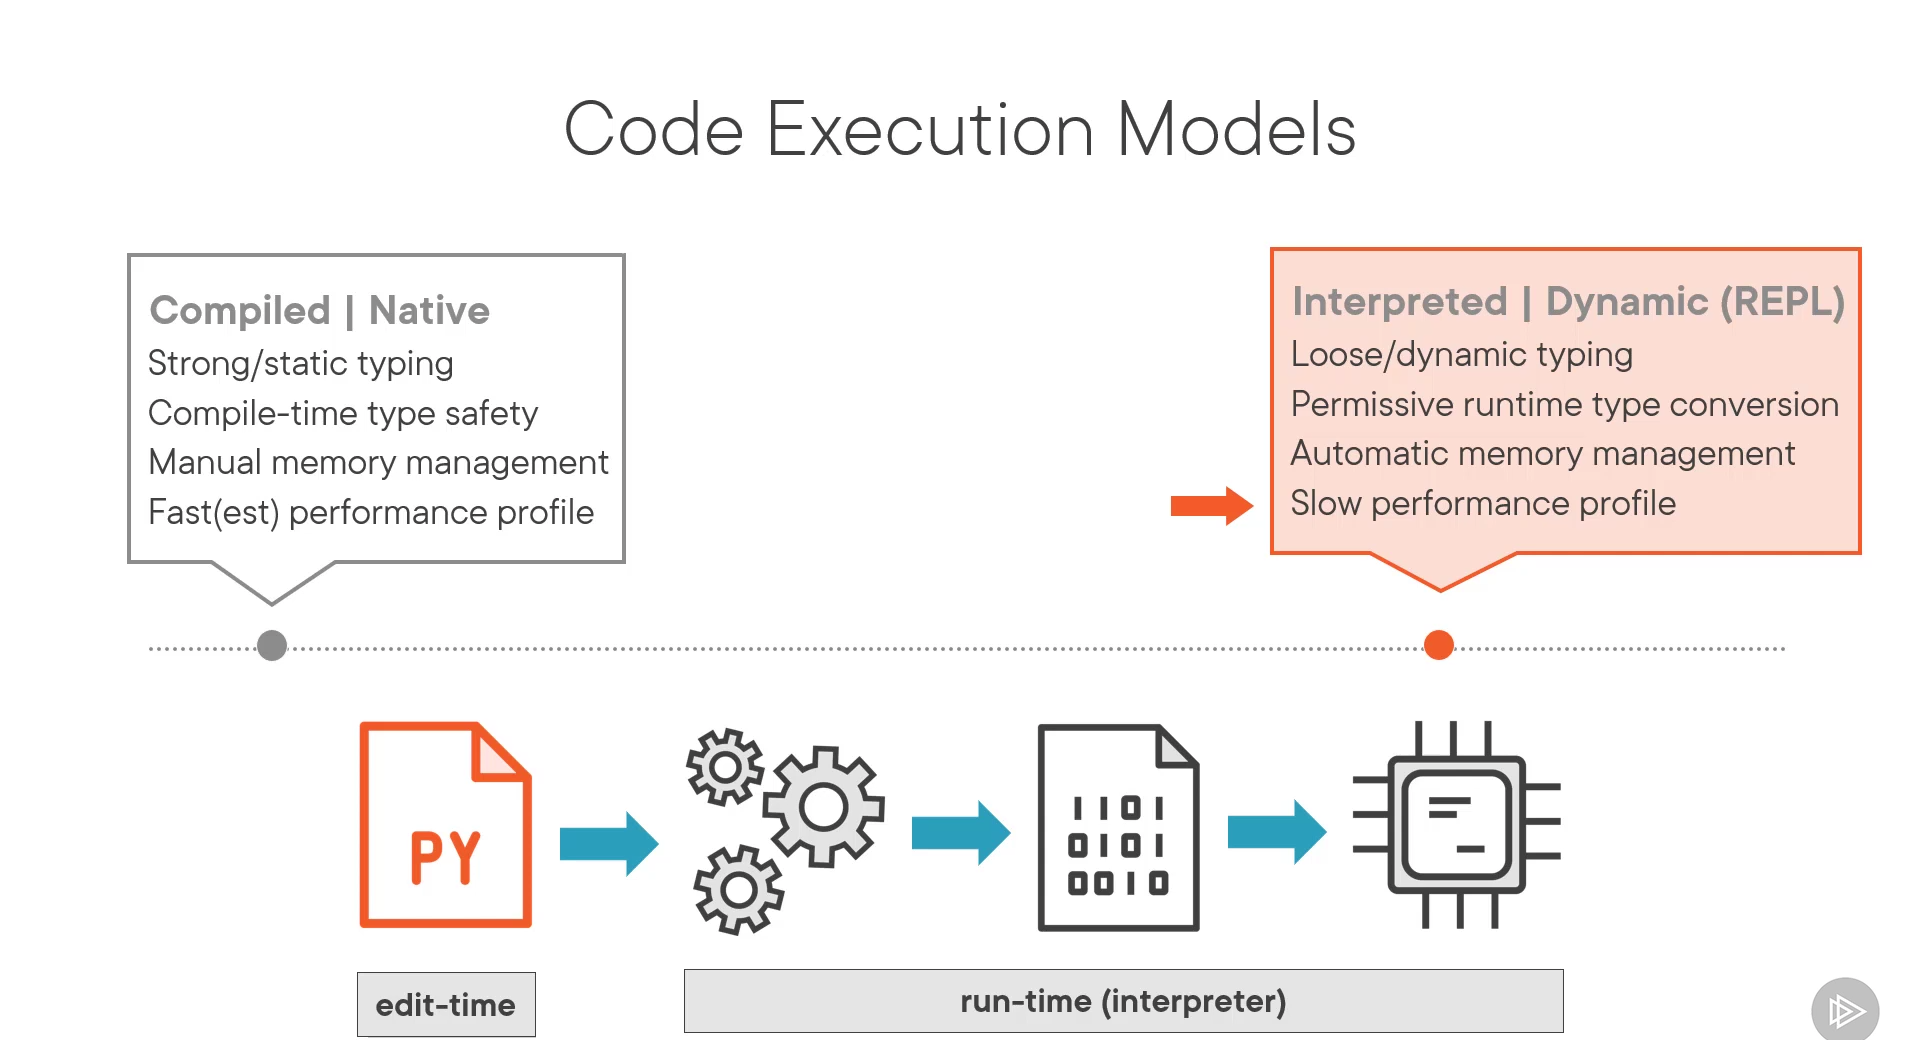 Code Execution Models
Compiled | Native
Strong/static typing
Compile-time type safety
Manual memory management
Fast(est) performance profile
Interpreted | Dynamic (REPL)
Loose/dynamic typing
Permissive runtime type conversion
Automatic memory management
Slow performance profile
PY
1101
0101
0010
edit-time
run-time (interpreter)